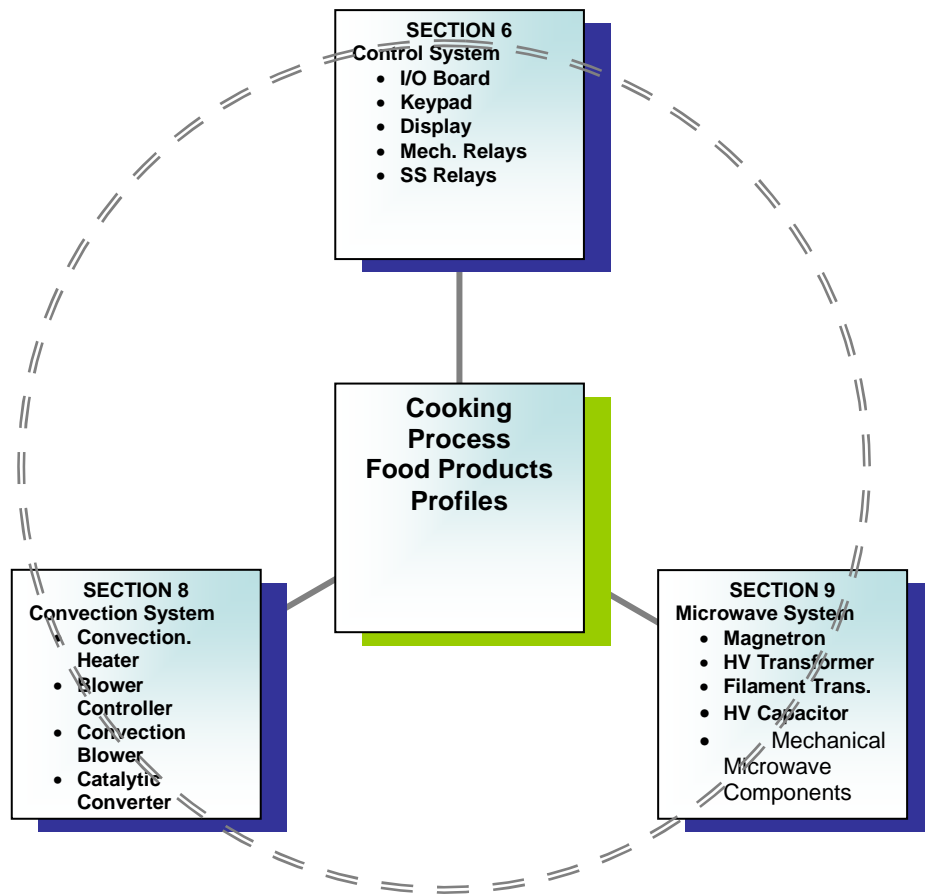 SECTION 6
Control System
• I/O Board
• Keypad
• Display
• Mech. Relays
• SS Relays
Cooking
Process
Food Products
Profiles
SECTION 8
Convection System
• Convection.
Heater
• Blower
Controller
• Convection
Blower
• Catalytic
Converter
SECTION 9
Microwave System
• Magnetron
• HV Transformer
• Filament Trans.
• HV Capacitor
• Mechanical
Microwave
Components